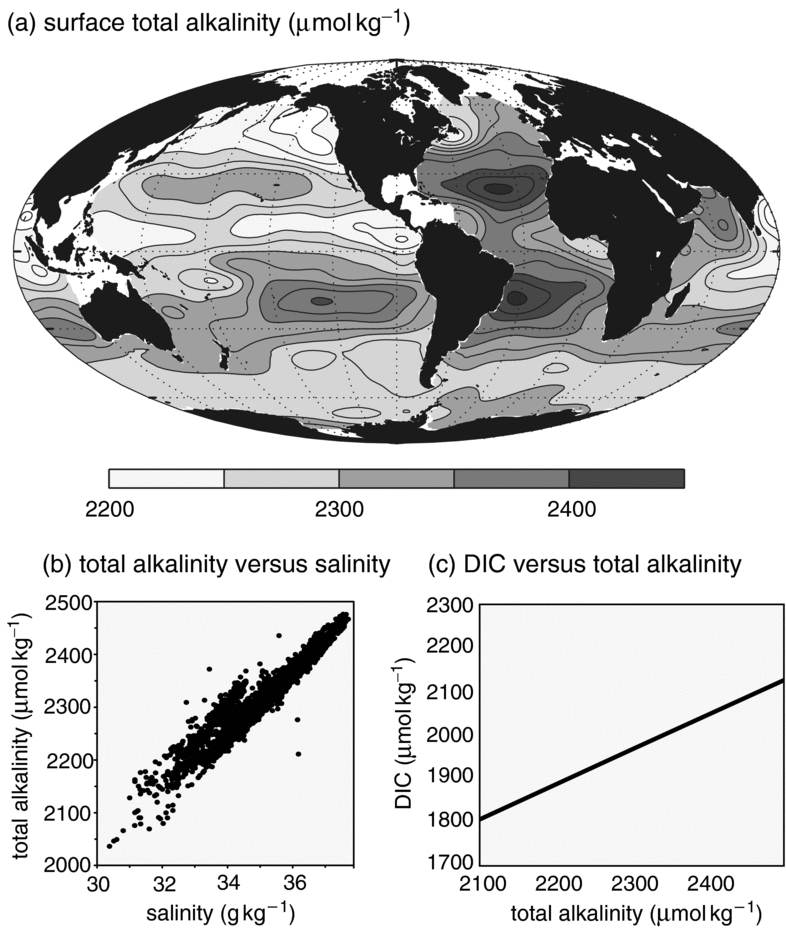 (a) surface total alkalinity (μmol kg⁻¹)
2200 2300 2400
(b) total alkalinity versus salinity
total alkalinity (μmol kg⁻¹)
2500
2400
2300
2200
2100
2000
30 32 34 36
salinity (g kg⁻¹)
(c) DIC versus total alkalinity
DIC (μmol kg⁻¹)
2300
2200
2100
2000
1900
1800
1700
2100 2200 2300 2400
total alkalinity (μmol kg⁻¹)